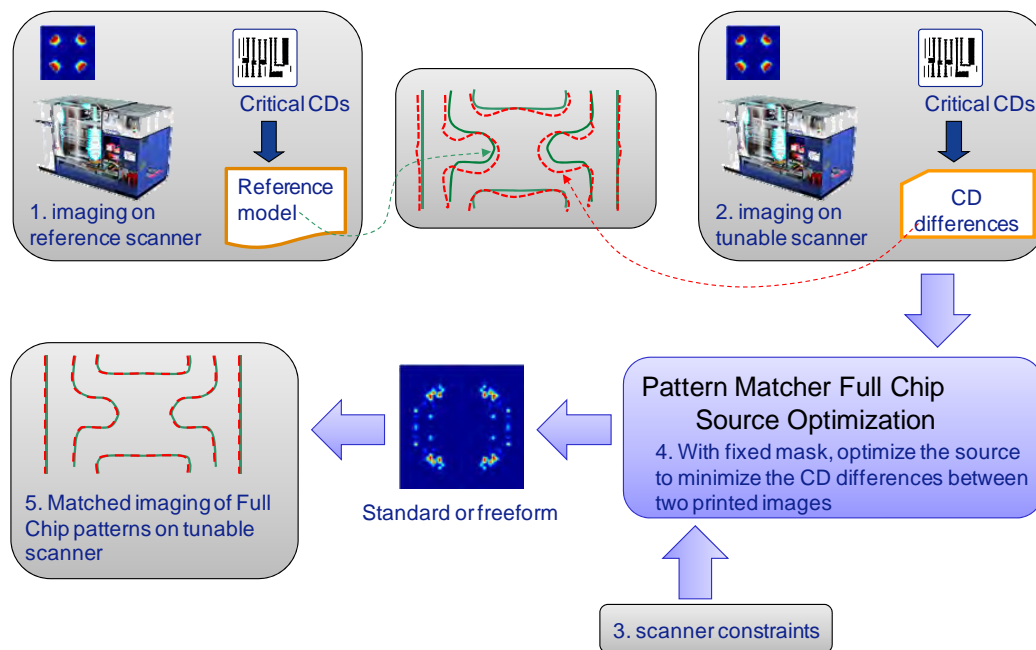 Critical CDs
Reference
model
1. imaging on
reference scanner
Critical CDs
CD
differences
2. imaging on
tunable scanner
Pattern Matcher Full Chip
Source Optimization
4. With fixed mask, optimize the source
to minimize the CD differences between
two printed images
Standard or freeform
5. Matched imaging of Full
Chip patterns on tunable
scanner
3. scanner constraints